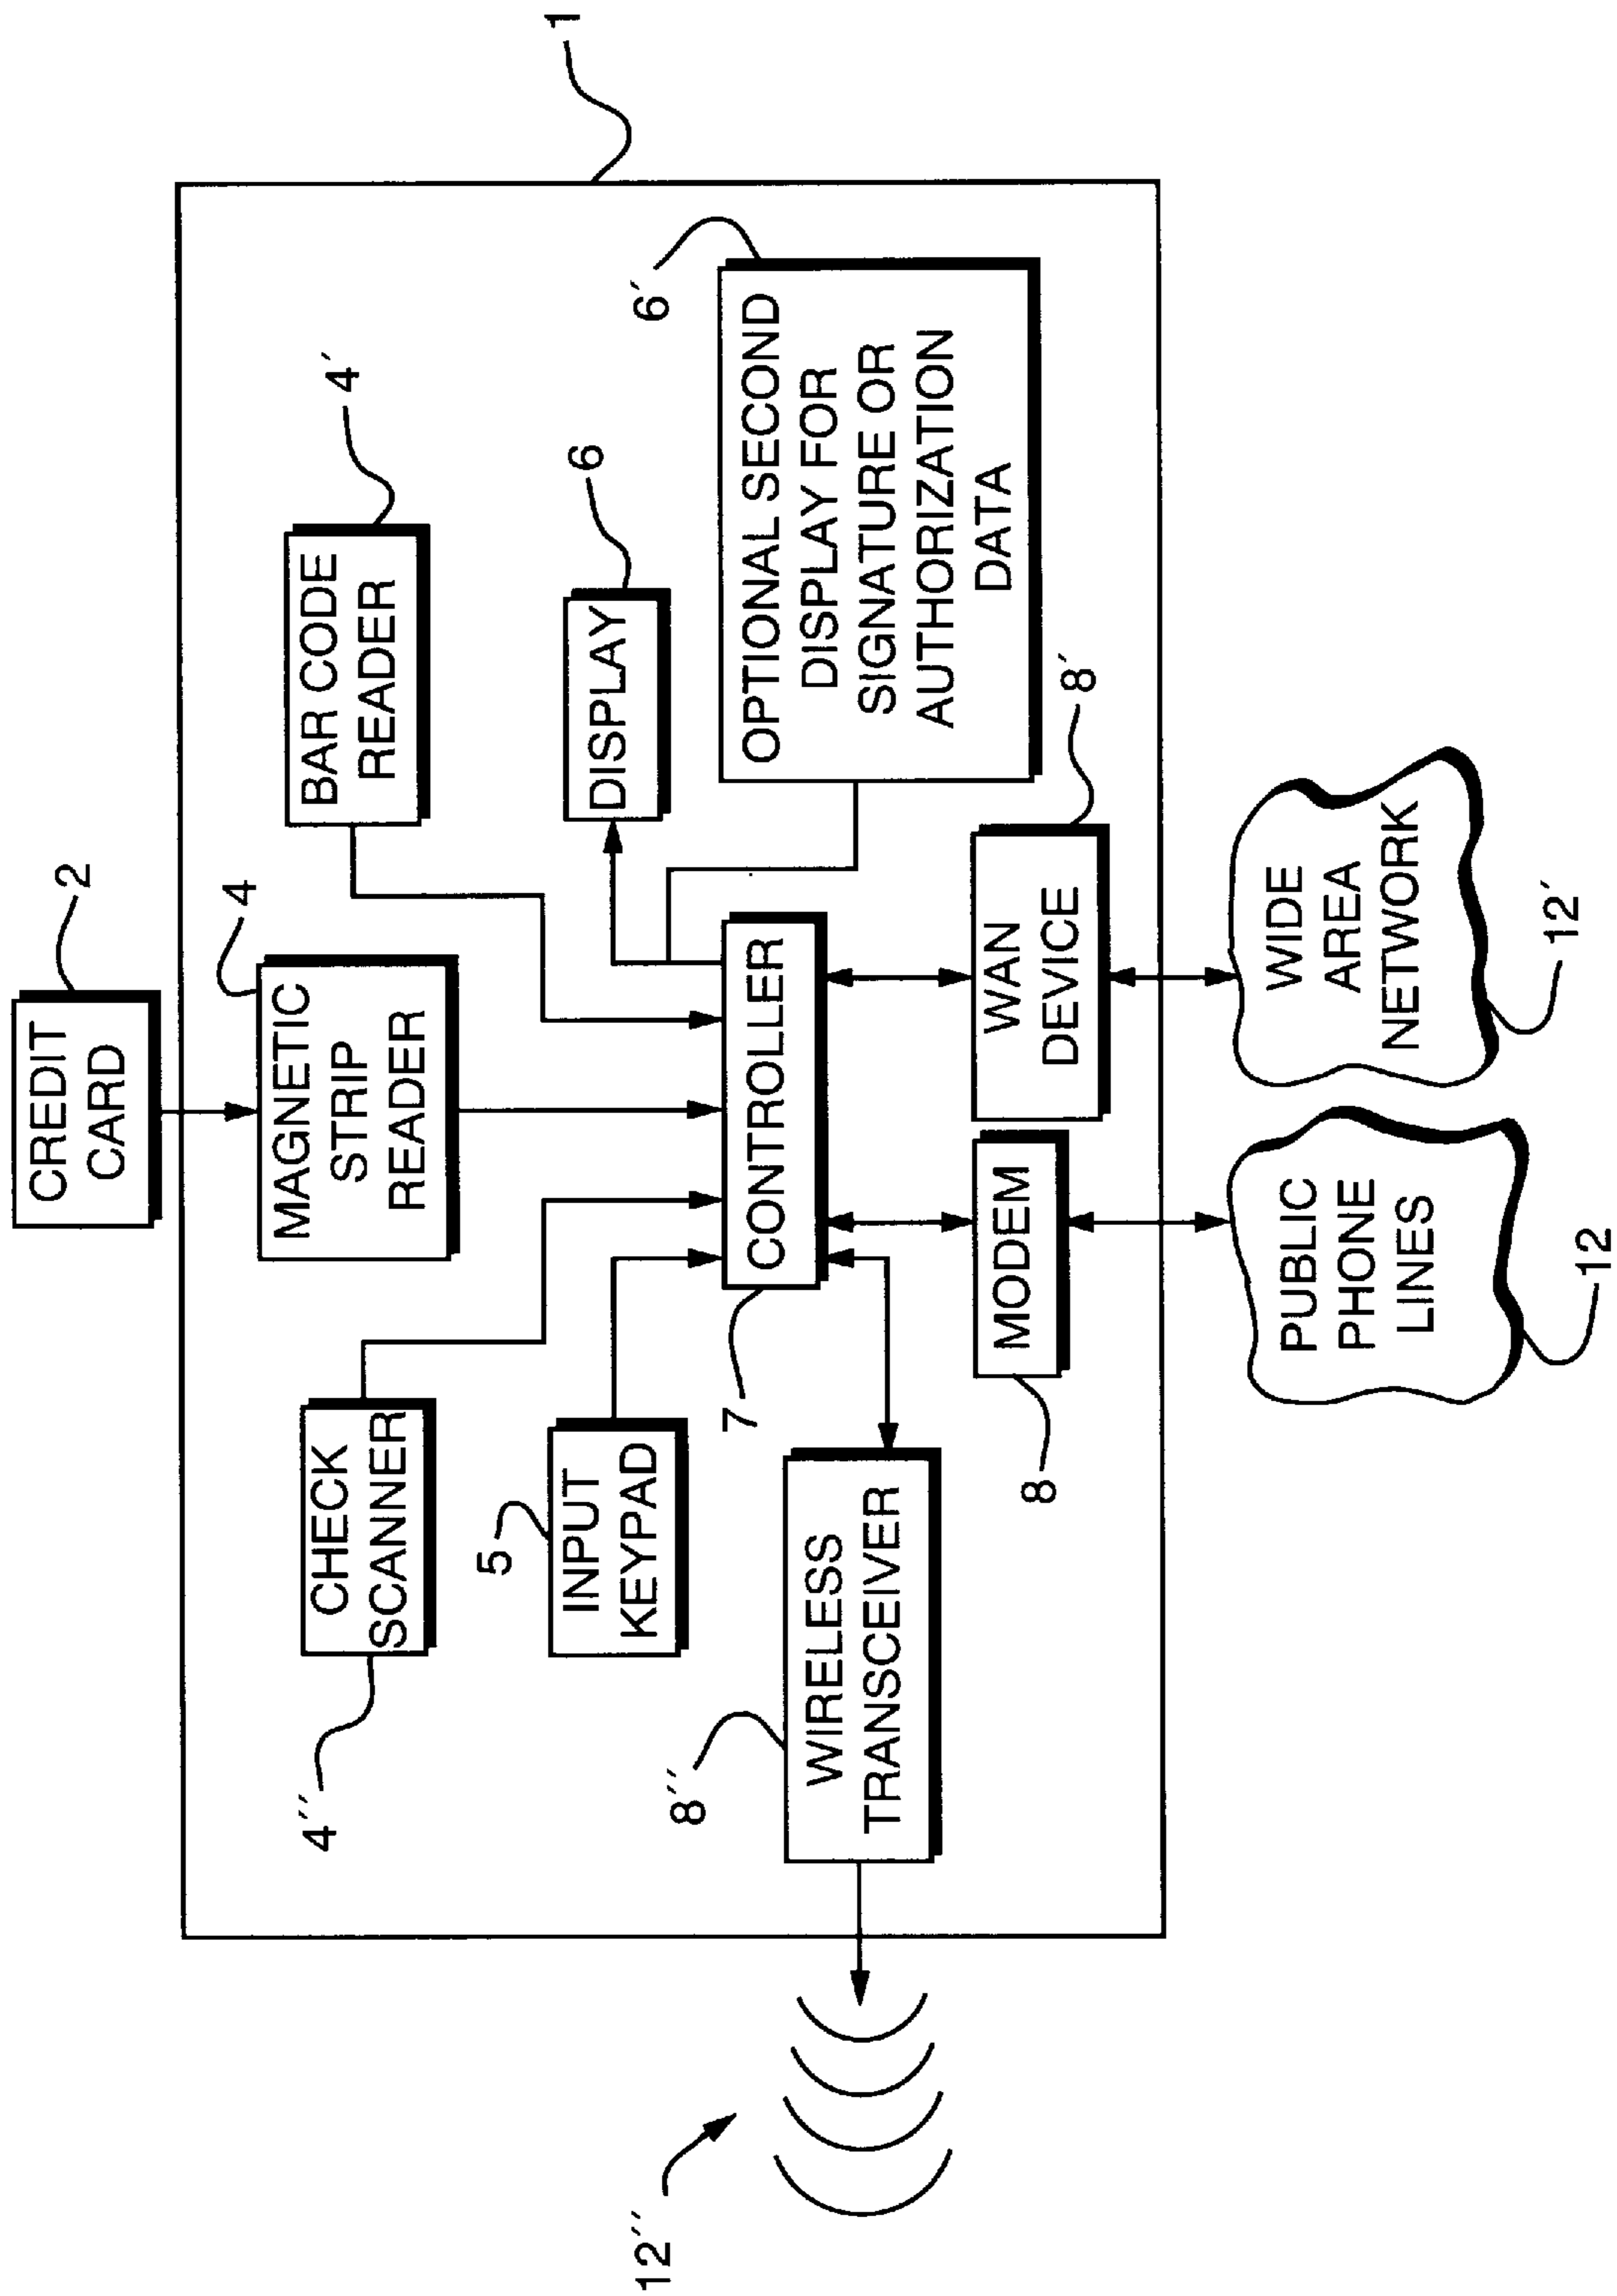 CREDIT
CARD
2
1
CHECK
SCANNER
4''
MAGNETIC
STRIP
READER
4
BAR CODE
READER
4'
INPUT
KEYPAD
5
DISPLAY
6
CONTROLLER
7
OPTIONAL SECOND
DISPLAY FOR
SIGNATURE OR
AUTHORIZATION
DATA
6'
WIRELESS
TRANSCEIVER
8''
MODEM
8
WAN
DEVICE
8'
12''
PUBLIC
PHONE
LINES
12
WIDE
AREA
NETWORK
12'